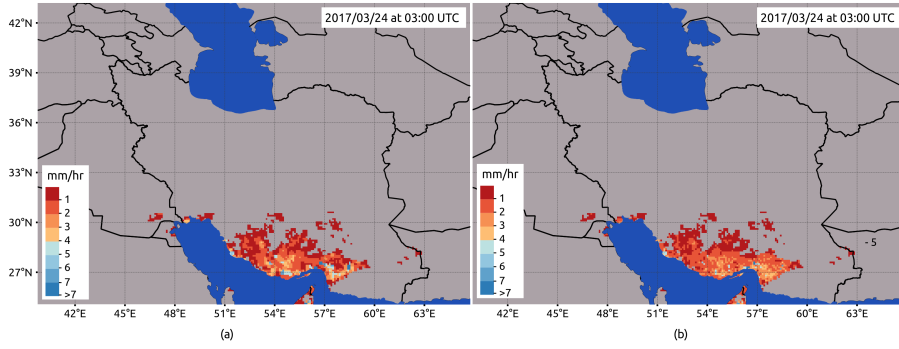 2017/03/24 at 03:00 UTC
42°N
39°N
36°N
33°N
30°N
27°N
mm/hr
1
2
3
4
5
6
7
>7
42°E
45°E
48°E
51°E
54°E
57°E
60°E
63°E
(a)
2017/03/24 at 03:00 UTC
mm/hr
1
2
3
4
5
6
7
>7
- 5
42°E
45°E
48°E
51°E
54°E
57°E
60°E
63°E
(b)